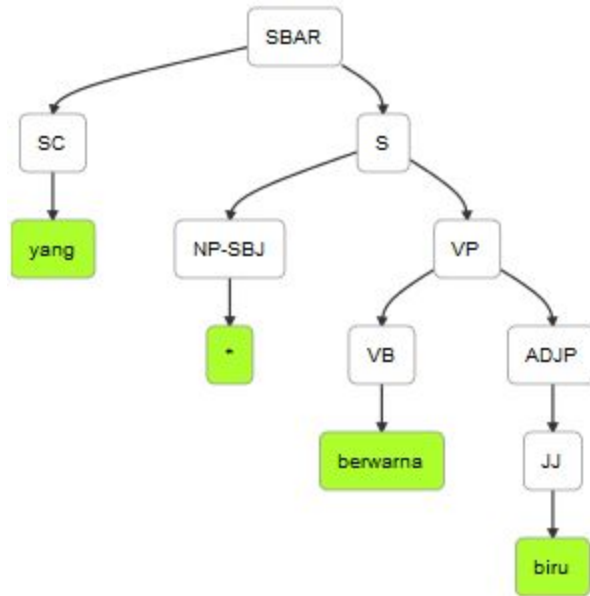 SBAR
SC S
yang NP-SBJ VP
* VB ADJP
berwarna JJ
biru